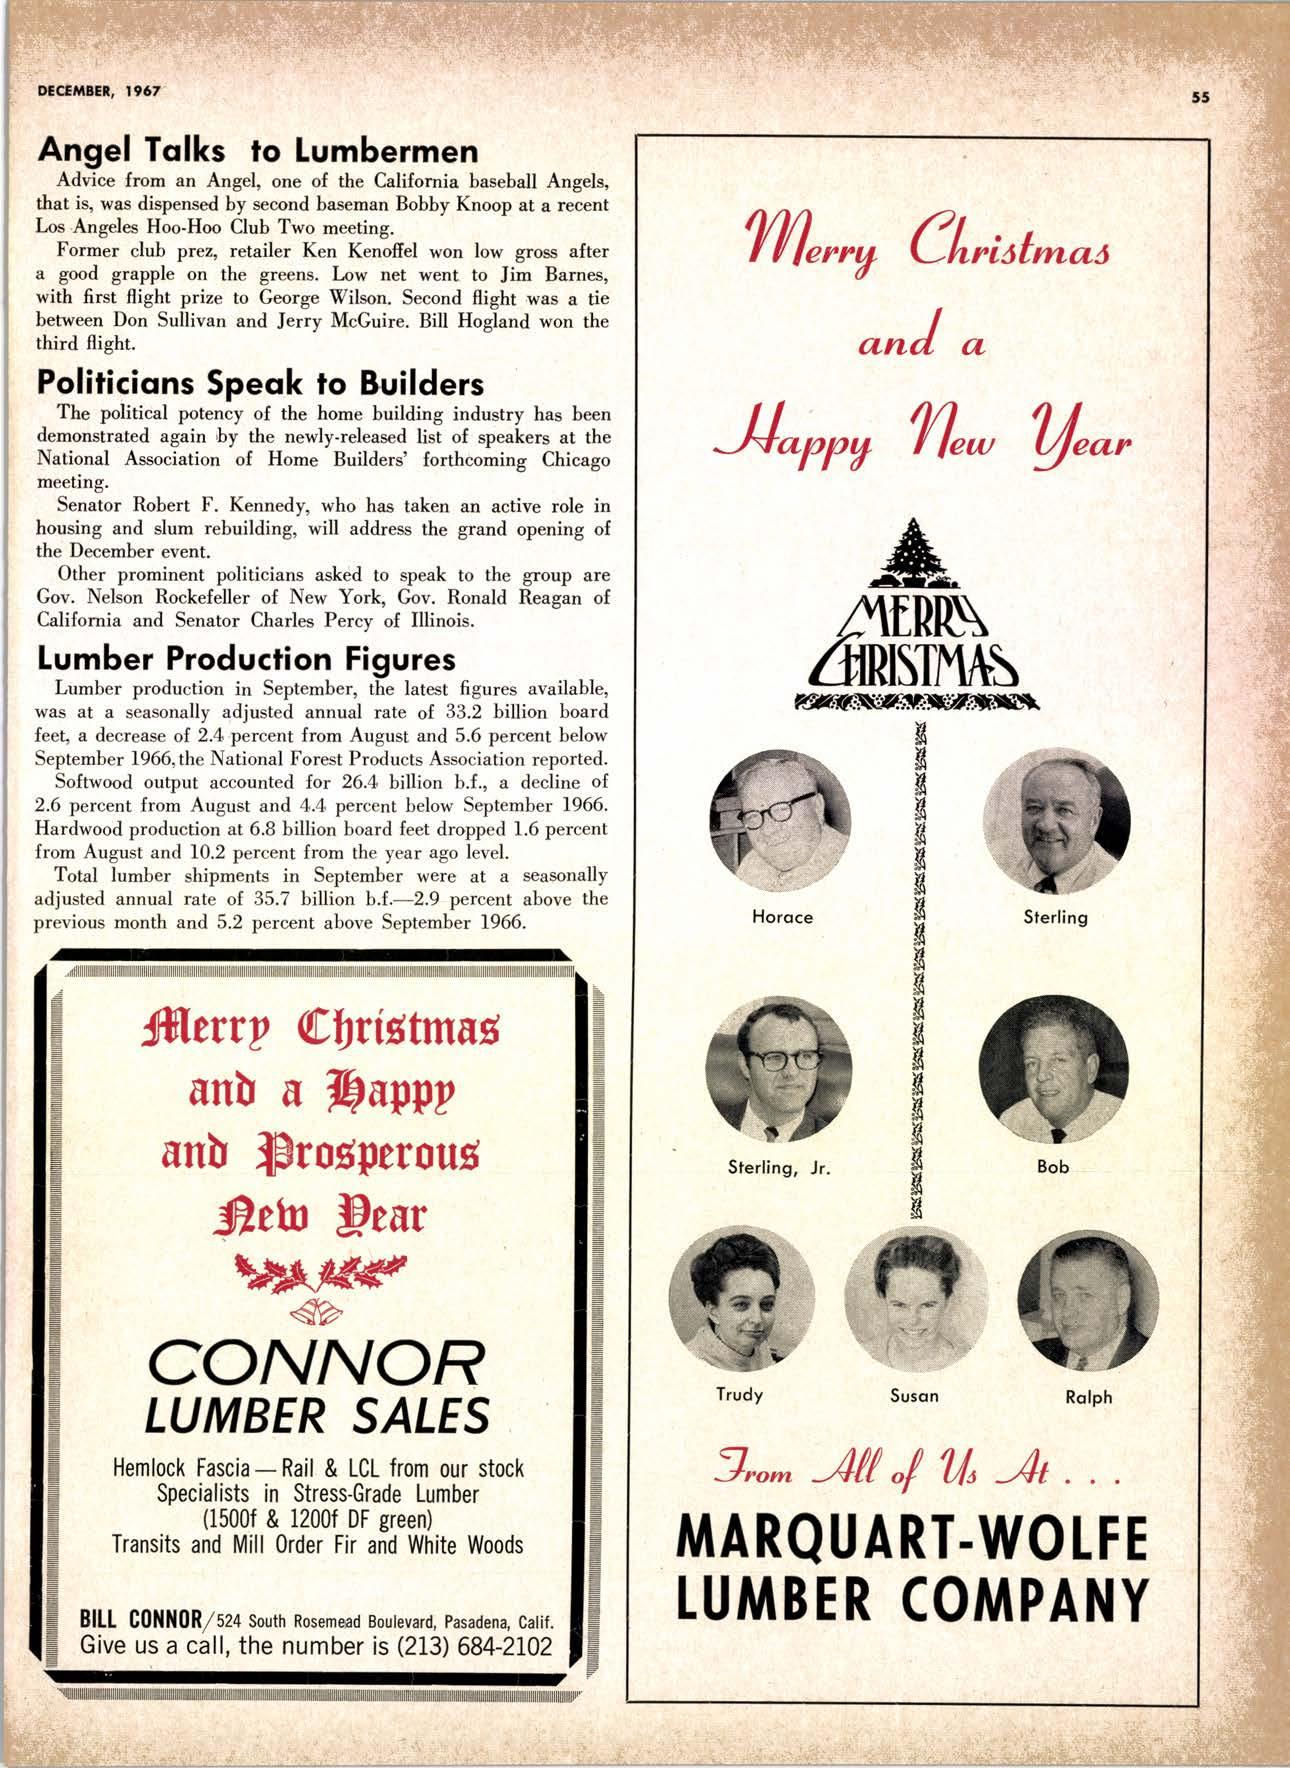 DECEMBER, 1967
55
Angel Talks to Lumbermen
Advice from an Angel, one of the California baseball Angels,
that is, was dispensed by second baseman Bobby Knoop at a recent
Los Angeles Hoo-Hoo Club Two meeting.
Former club prez, retailer Ken Kenoffel won low gross after
a good grapple on the greens. Low net went to Jim Barnes,
with first flight prize to George Wilson. Second flight was a tie
between Don Sullivan and Jerry McGuire. Bill Hogland won the
third flight.
Politicians Speak to Builders
The political potency of the home building industry has been
demonstrated again by the newly-released list of speakers at the
National Association of Home Builders' forthcoming Chicago
meeting.
Senator Robert F. Kennedy, who has taken an active role in
housing and slum rebuilding, will address the grand opening of
the December event.
Other prominent politicians asked to speak to the group are
Gov. Nelson Rockefeller of New York, Gov. Ronald Reagan of
California and Senator Charles Percy of Illinois.
Lumber Production Figures
Lumber production in September, the latest figures available,
was at a seasonally adjusted annual rate of 33.2 billion board
feet, a decrease of 2.4 percent from August and 5.6 percent below
September 1966, the National Forest Products Association reported.
Softwood output accounted for 26.4 billion b.f., a decline of
2.6 percent from August and 4.4 percent below September 1966.
Hardwood production at 6.8 billion board feet dropped 1.6 percent
from August and 10.2 percent from the year ago level.
Total lumber shipments in September were at a seasonally
adjusted annual rate of 35.7 billion b.f.—2.9 percent above the
previous month and 5.2 percent above September 1966.
Merry Christmas
and a Happy
and Prosperous
New Year
CONNOR
LUMBER SALES
Hemlock Fascia — Rail & LCL from our stock
Specialists in Stress-Grade Lumber
(1500f & 1200f DF green)
Transits and Mill Order Fir and White Woods
BILL CONNOR/524 South Rosemead Boulevard, Pasadena, Calif.
Give us a call, the number is (213) 684-2102
Merry Christmas
and a
Happy New Year
MERRY
CHRISTMAS
Horace
Sterling
Sterling, Jr.
Bob
Trudy
Susan
Ralph
From All of Us At . . .
MARQUART-WOLFE
LUMBER COMPANY